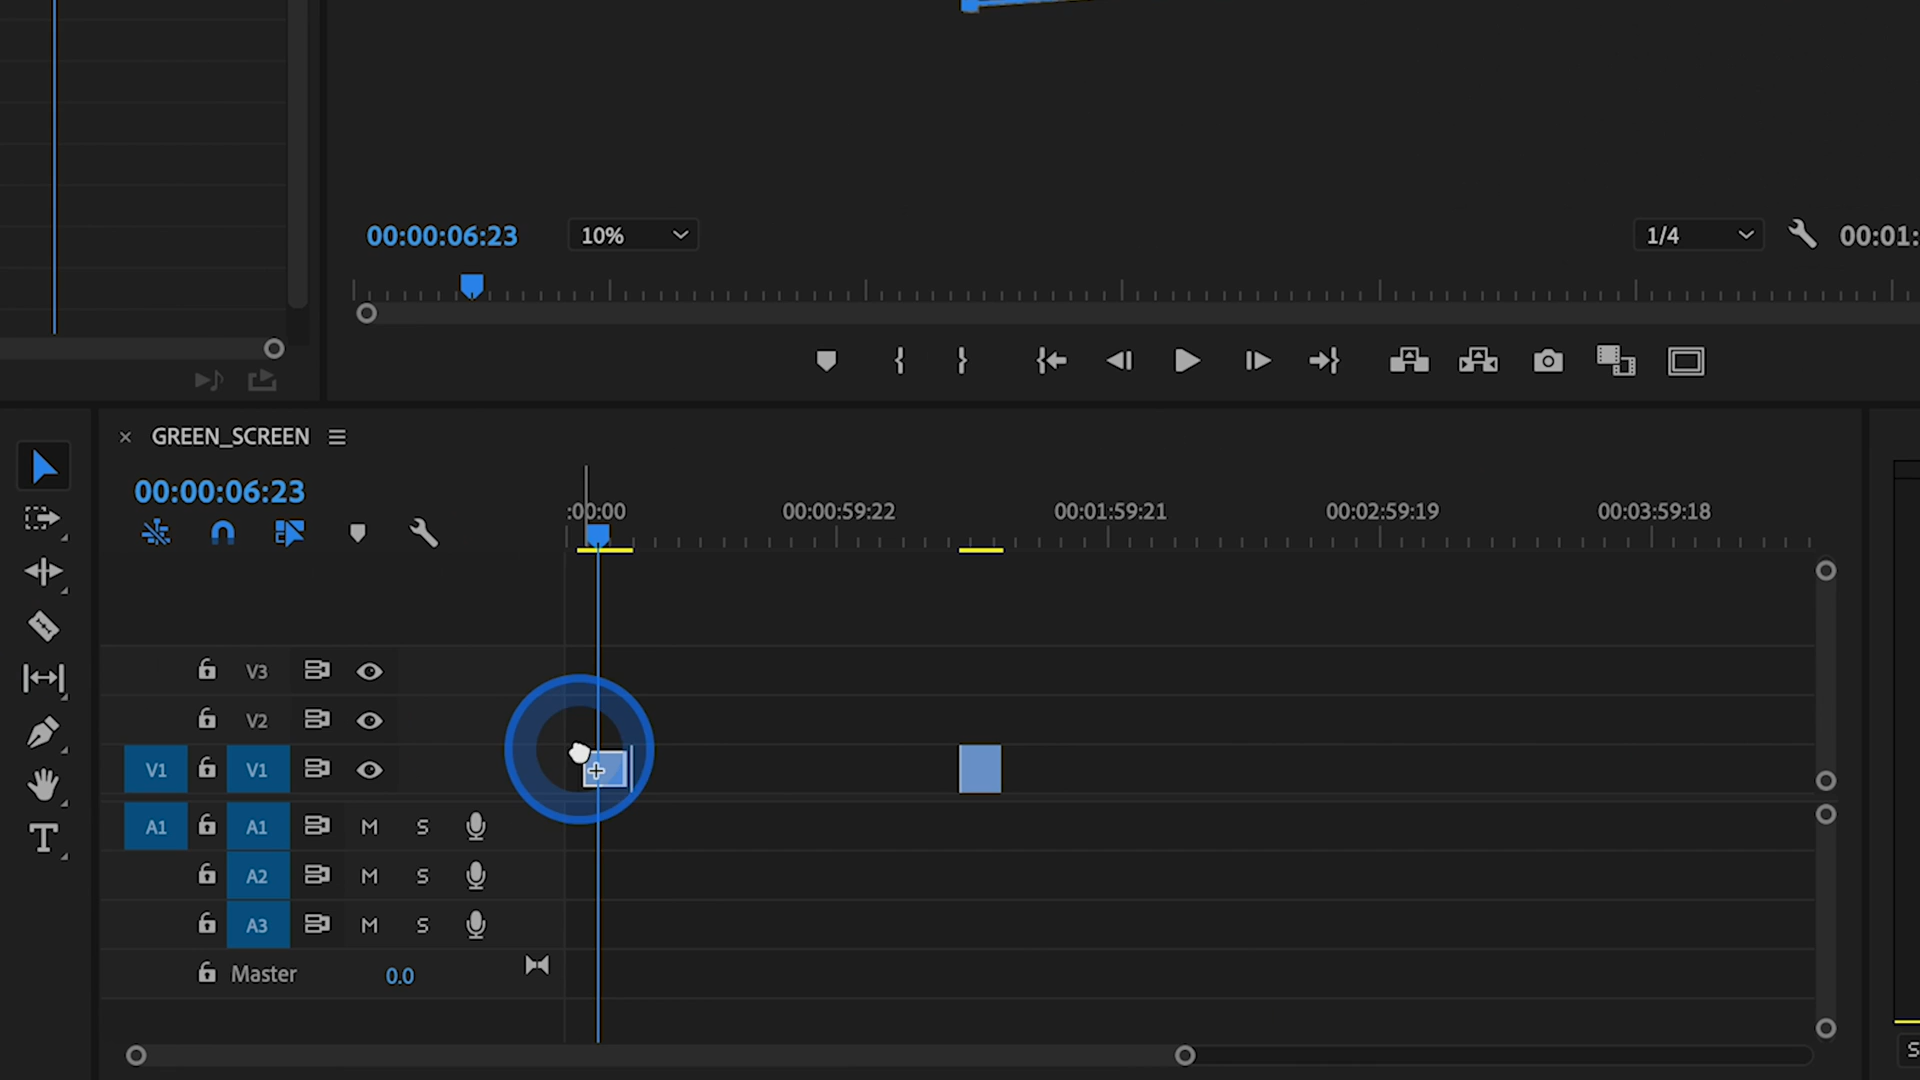 00:00:06:23 10% 1/4 00:01:
GREEN_SCREEN
00:00:06:23
:00:00 00:00:59:22 00:01:59:21 00:02:59:19 00:03:59:18
V3
V2
V1 V1
A1 A1 M S
A2 M S
A3 M S
Master 0.0
T
S